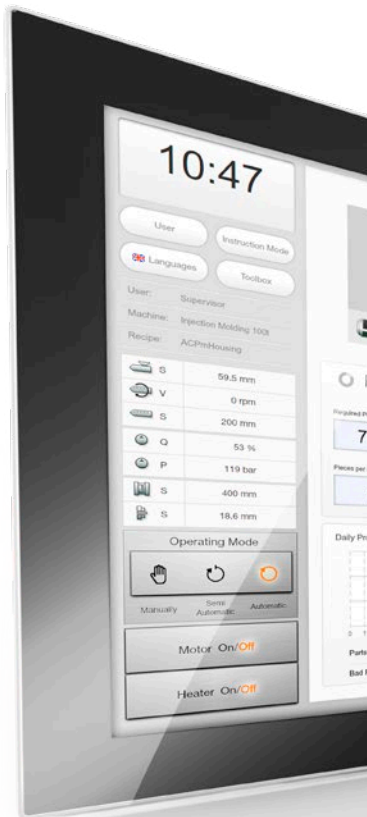 10:47
User
Instruction Mode
Languages
Toolbox
User: Supervisor
Machine: Injection Molding 100t
Recipe: ACPmHousing
S 59.5 mm
V 0 rpm
S 200 mm
Q 53 %
P 119 bar
S 400 mm
S 18.6 mm
Operating Mode
Manually
Semi Automatic
Automatic
Motor On/Off
Heater On/Off
Required
7
Pieces per
Daily
Parts
Bad